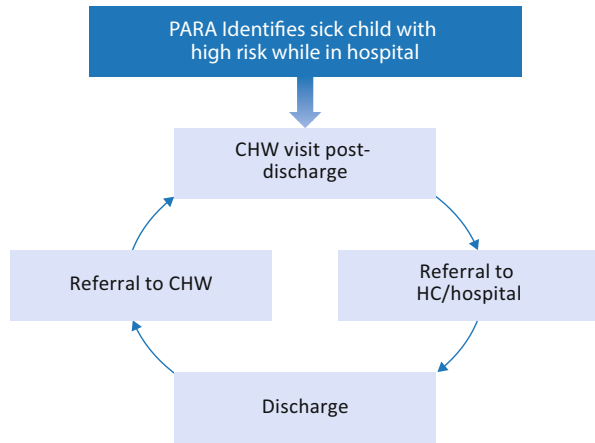 PARA Identifies sick child with
high risk while in hospital
CHW visit post-
discharge
Referral to CHW
Referral to
HC/hospital
Discharge